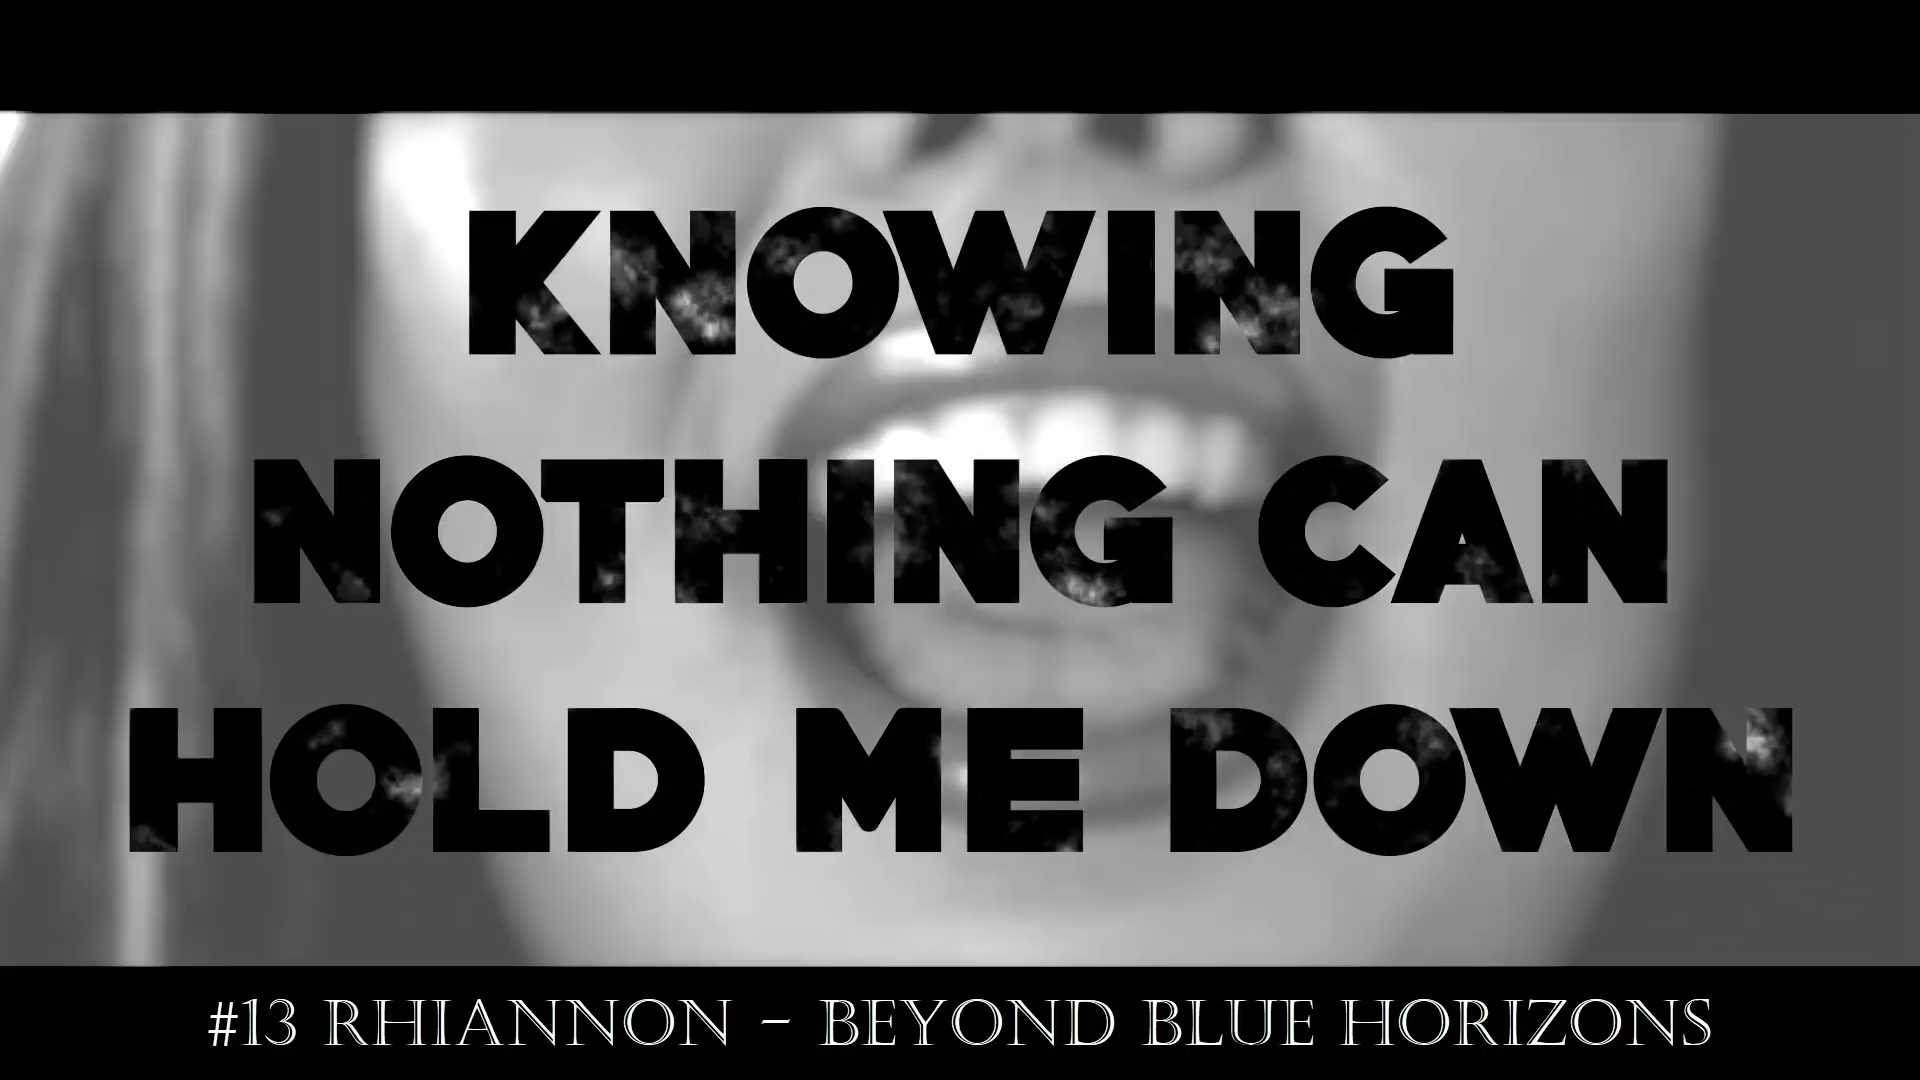 KNOWING
NOTHING CAN
HOLD ME DOWN
#13 RHIANNON - BEYOND BLUE HORIZONS